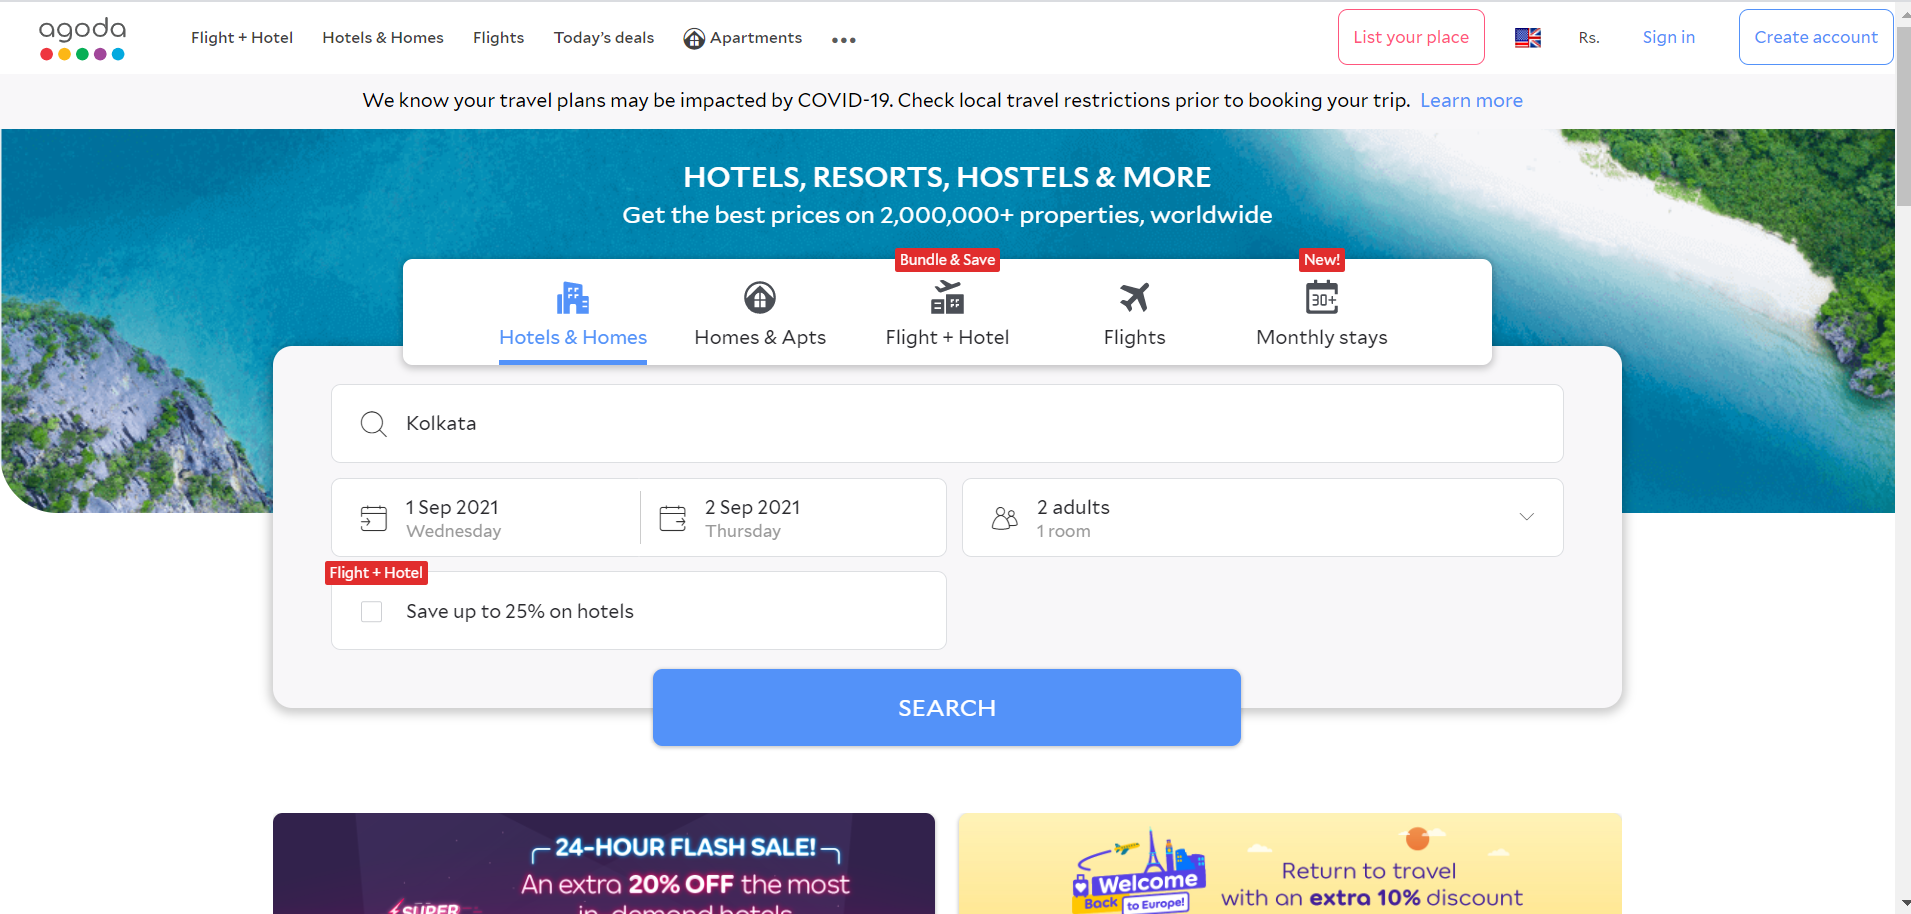 agoda
Flight + Hotel
Hotels & Homes
Flights
Today's deals
Apartments
List your place
Rs.
Sign in
Create account
We know your travel plans may be impacted by COVID-19. Check local travel restrictions prior to booking your trip. Learn more
HOTELS, RESORTS, HOSTELS & MORE
Get the best prices on 2,000,000+ properties, worldwide
Bundle & Save
New!
30+
Hotels & Homes
Homes & Apts
Flight + Hotel
Flights
Monthly stays
Kolkata
1 Sep 2021
Wednesday
2 Sep 2021
Thursday
2 adults
1 room
Flight + Hotel
Save up to 25% on hotels
SEARCH
24-HOUR FLASH SALE!
An extra 20% OFF the most
in-demand hotels
SUPER
Welcome
Back to Europe!
Return to travel
with an extra 10% discount